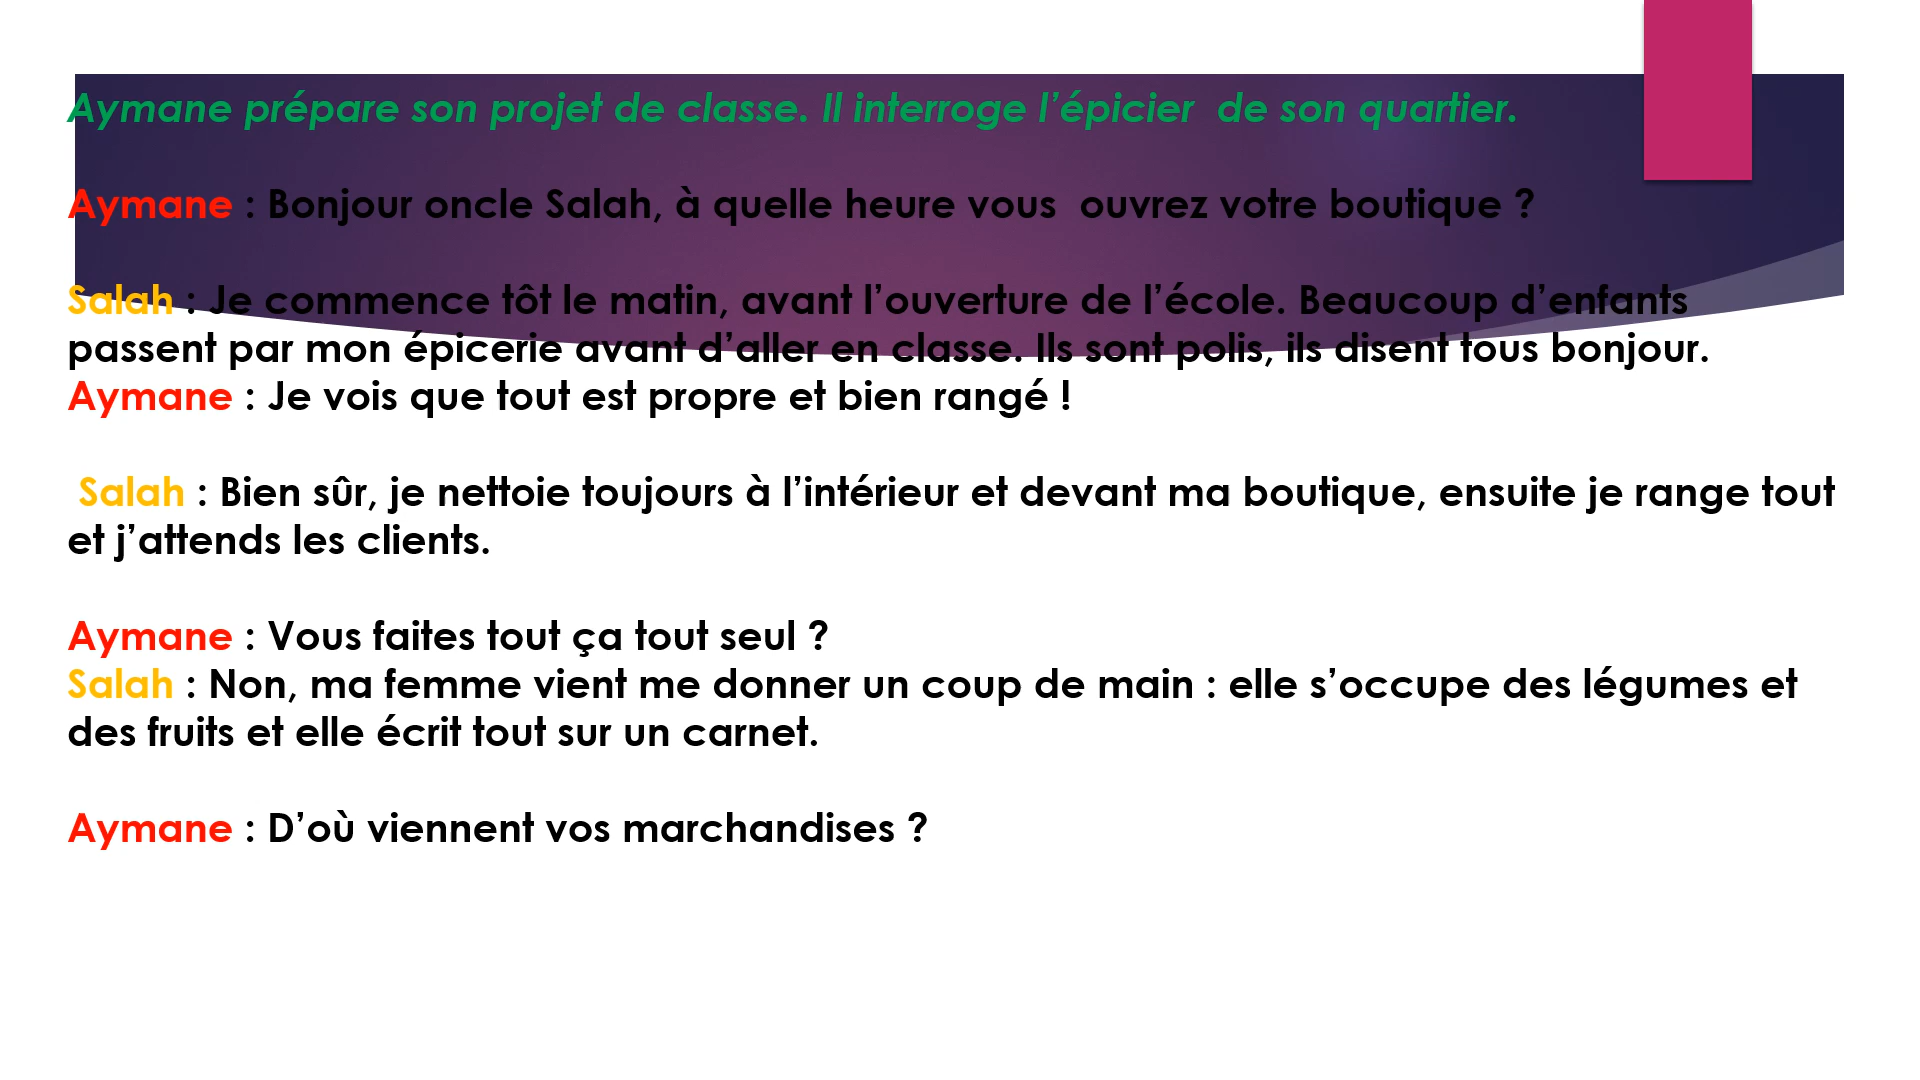 Aymane prépare son projet de classe. Il interroge l’épicier  de son quartier.
Aymane : Bonjour oncle Salah, à quelle heure vous  ouvrez votre boutique ?
Salah : Je commence tôt le matin, avant l’ouverture de l’école. Beaucoup d’enfants
passent par mon épicerie avant d’aller en classe. Ils sont polis, ils disent tous bonjour.
Aymane : Je vois que tout est propre et bien rangé !
Salah : Bien sûr, je nettoie toujours à l’intérieur et devant ma boutique, ensuite je range tout
et j’attends les clients.
Aymane : Vous faites tout ça tout seul ?
Salah : Non, ma femme vient me donner un coup de main : elle s’occupe des légumes et
des fruits et elle écrit tout sur un carnet.
Aymane : D’où viennent vos marchandises ?